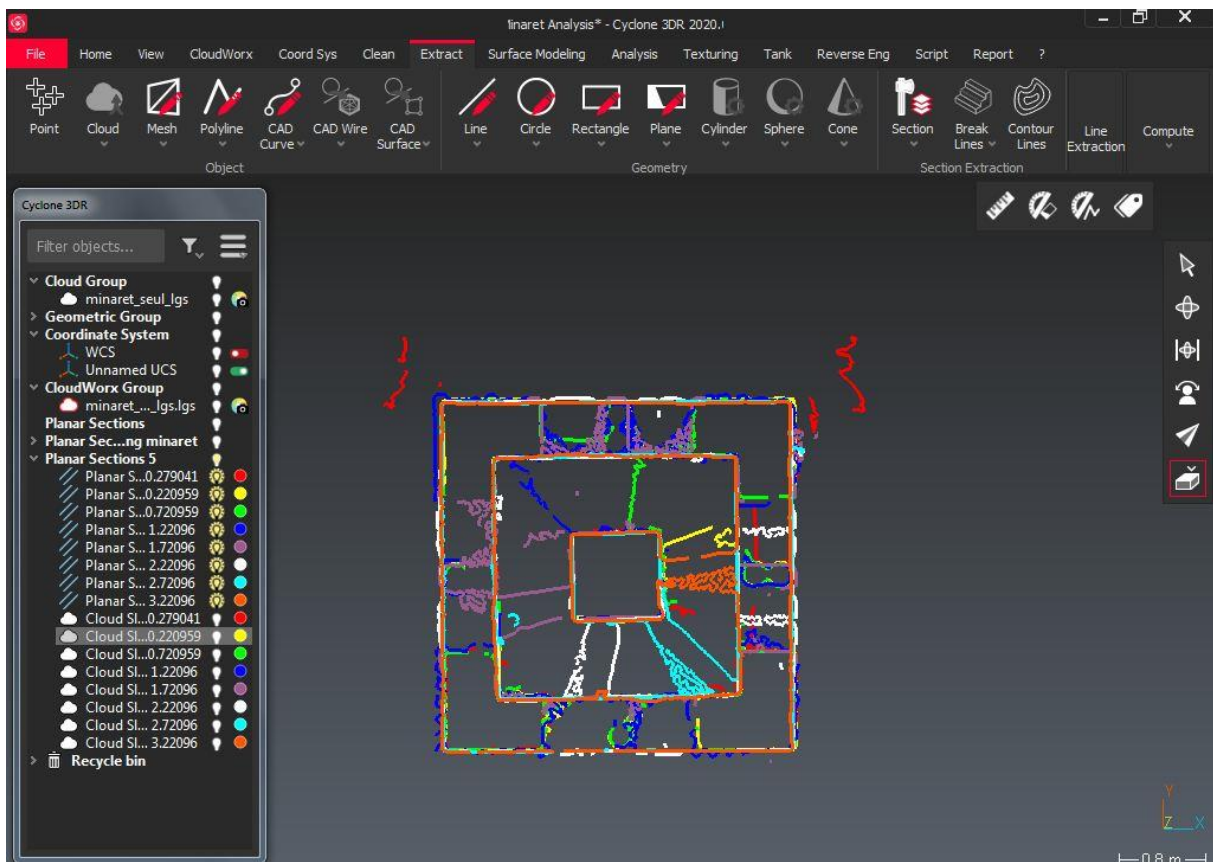 inaret Analysis* - Cyclone 3DR 2020.
File Home View CloudWorx Coord Sys Clean Extract Surface Modeling Analysis Texturing Tank Reverse Eng Script Report ?
Point Cloud Mesh Polyline CAD Curve CAD Wire CAD Surface Line Circle Rectangle Plane Cylinder Sphere Cone Section Break Lines Contour Lines Line Extraction Compute
Object Geometry Section Extraction
Cyclone 3DR
Filter objects...
Cloud Group
minaret_seul_lgs
Geometric Group
Coordinate System
WCS
Unnamed UCS
CloudWorx Group
minaret_..._lgs.lgs
Planar Sections
Planar Sec...ng minaret
Planar Sections 5
Planar S...0.279041
Planar S...0.220959
Planar S...0.720959
Planar S... 1.22096
Planar S... 1.72096
Planar S... 2.22096
Planar S... 2.72096
Planar S... 3.22096
Cloud Sl...0.279041
Cloud Sl...0.220959
Cloud Sl...0.720959
Cloud Sl... 1.22096
Cloud Sl... 1.72096
Cloud Sl... 2.22096
Cloud Sl... 2.72096
Cloud Sl... 3.22096
Recycle bin
Y
Z X
0.8 m